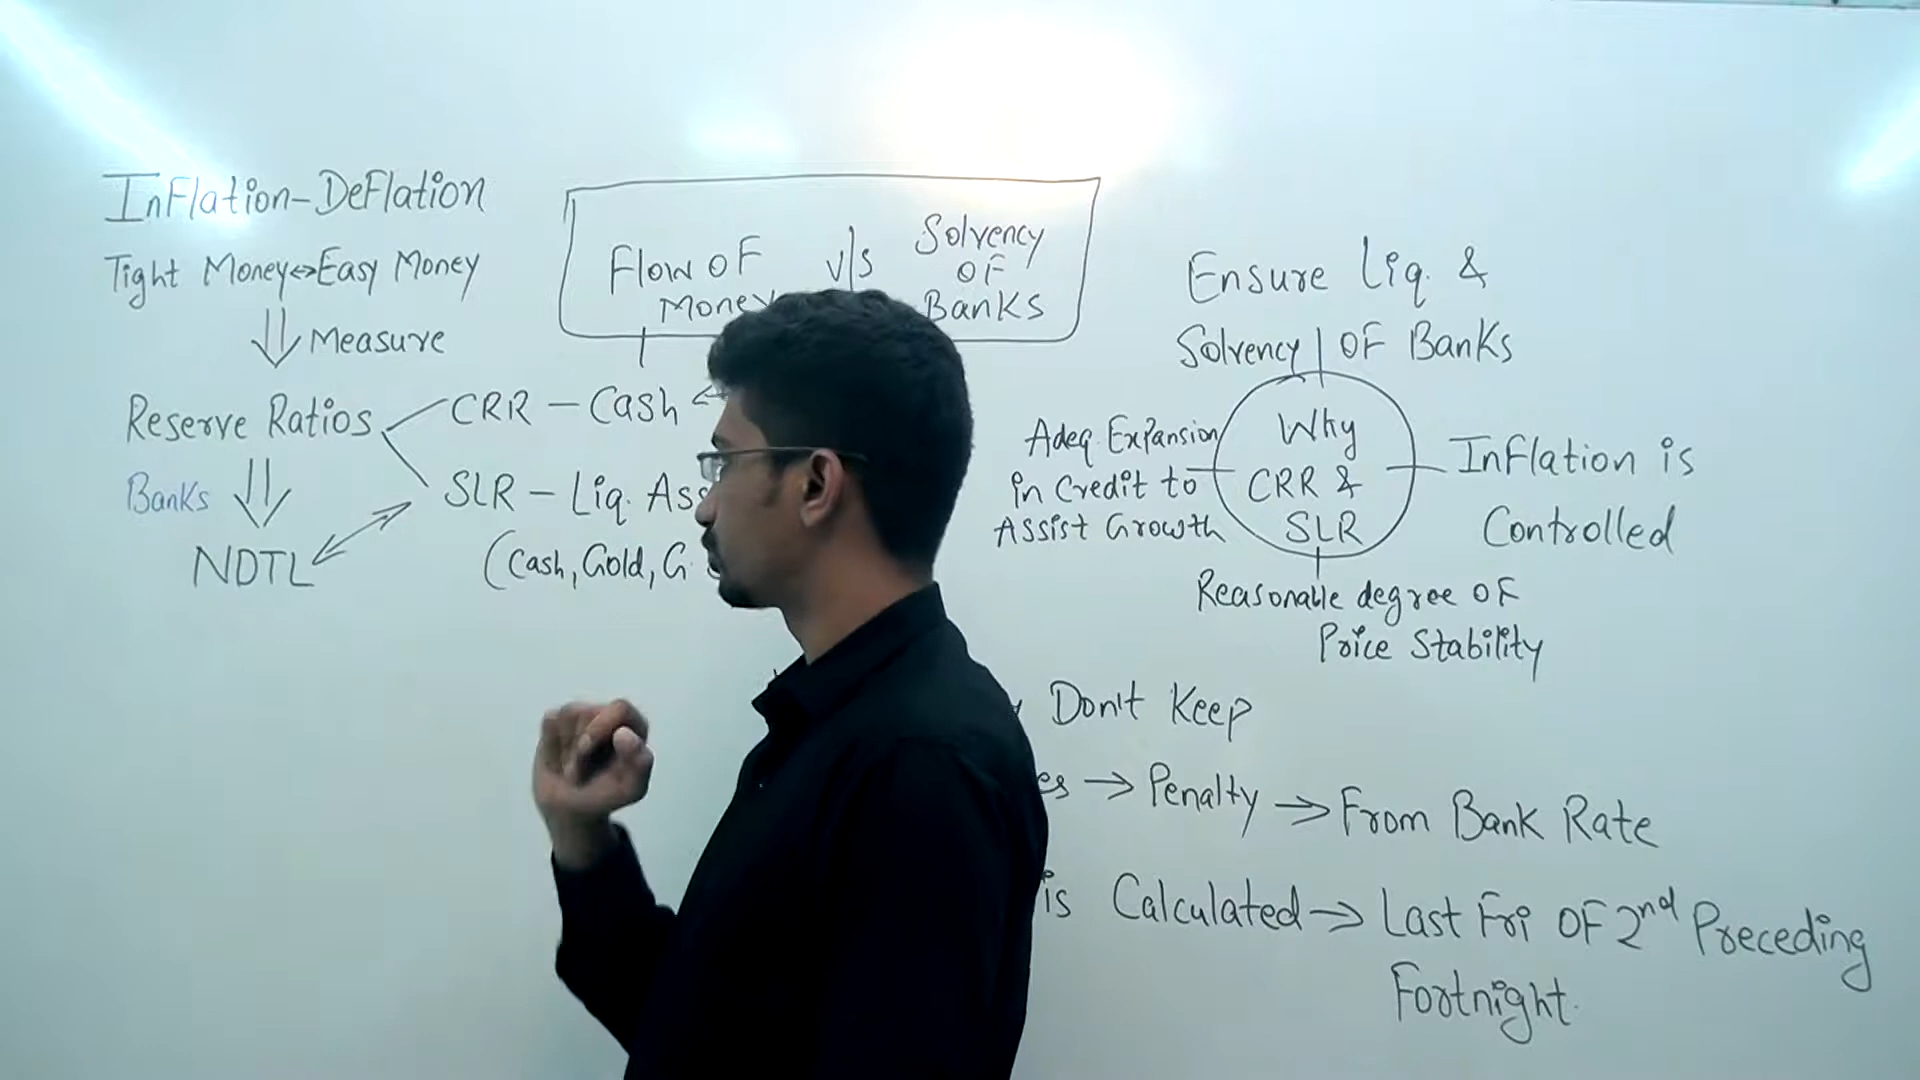 InFlation-DeFlation
Tight Money↔Easy Money
Measure
Reserve Ratios
CRR – Cash
Banks
SLR – Liq. Ass
NDTL
(Cash, Gold, G.
Flow OF
Money
v/s
Solvency
OF
Banks
Ensure Liq. &
Solvency OF Banks
Adeq. Expansion
in Credit to
Assist Growth
Why
CRR &
SLR
InFlation is
Controlled
Reasonable degree OF
Price Stability
Don't Keep
es → Penalty → From Bank Rate
is Calculated → Last Fri OF 2nd Preceding
Fortnight.